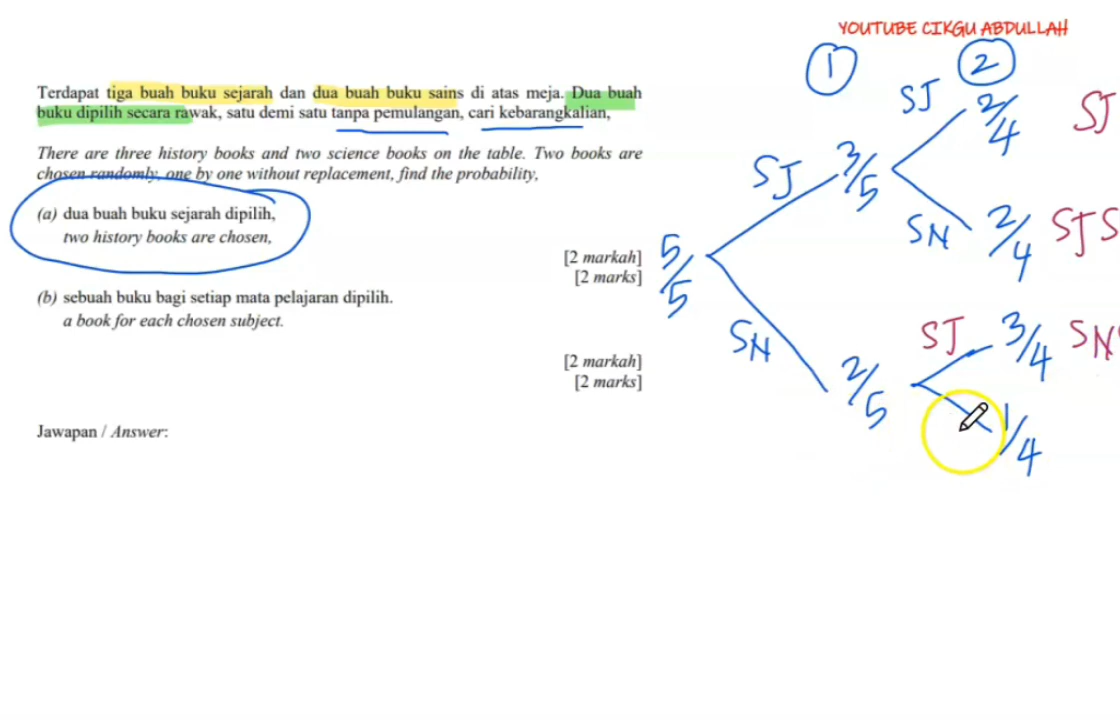 YOUTUBE CIKGU ABDULLAH
1
2
Terdapat tiga buah buku sejarah dan dua buah buku sains di atas meja. Dua buah
buku dipilih secara rawak, satu demi satu tanpa pemulangan, cari kebarangkalian,
There are three history books and two science books on the table. Two books are
chosen randomly, one by one without replacement, find the probability,
(a) dua buah buku sejarah dipilih,
two history books are chosen,
[2 markah]
[2 marks]
(b) sebuah buku bagi setiap mata pelajaran dipilih.
a book for each chosen subject.
[2 markah]
[2 marks]
Jawapan / Answer:
5/5
SJ 3/5
SJ 2/4 SJ
SN 2/4 SJ S
SN 2/5
SJ 3/4 SN
1/4